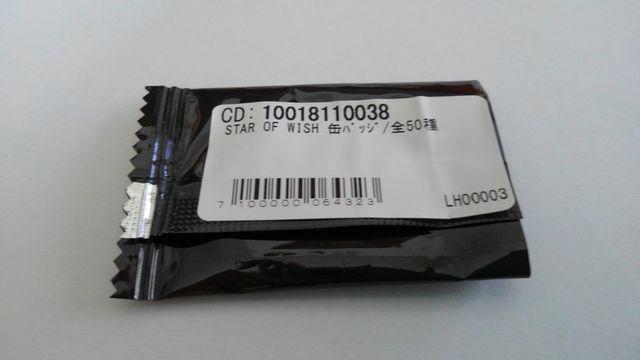 CD: 10018110038
STAR OF WISH 缶ﾊﾞｯｼﾞ/全50種
7 100000 064323
LH00003